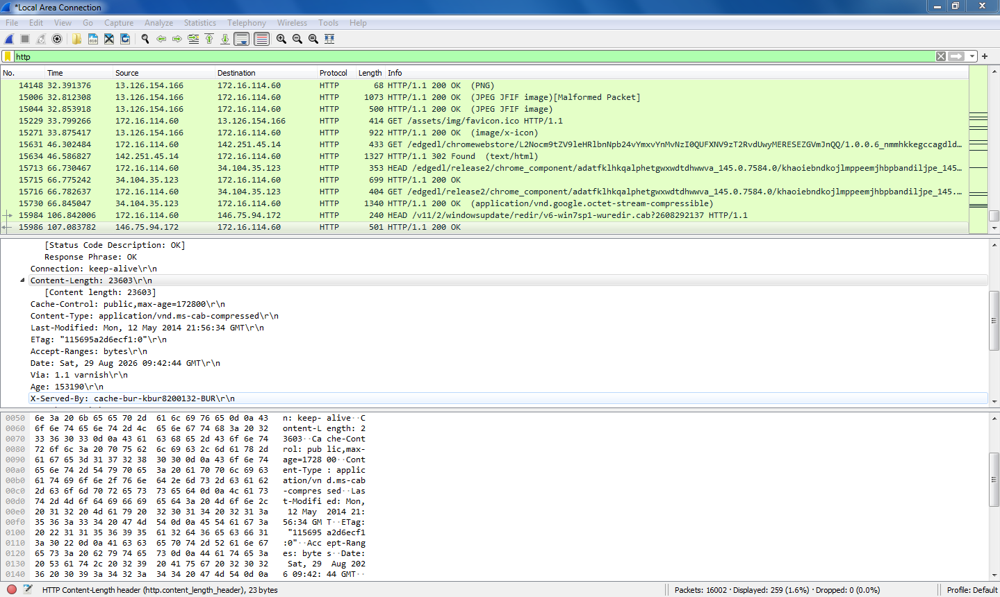 *Local Area Connection
File Edit View Go Capture Analyze Statistics Telephony Wireless Tools Help
http
No. Time Source Destination Protocol Length Info
14148 32.391376 13.126.154.166 172.16.114.60 HTTP 68 HTTP/1.1 200 OK (PNG)
15006 32.812308 13.126.154.166 172.16.114.60 HTTP 1073 HTTP/1.1 200 OK (JPEG JFIF image)[Malformed Packet]
15044 32.853918 13.126.154.166 172.16.114.60 HTTP 500 HTTP/1.1 200 OK (JPEG JFIF image)
15229 33.799266 172.16.114.60 13.126.154.166 HTTP 414 GET /assets/img/favicon.ico HTTP/1.1
15271 33.875417 13.126.154.166 172.16.114.60 HTTP 922 HTTP/1.1 200 OK (image/x-icon)
15631 46.302484 172.16.114.60 142.251.45.14 HTTP 433 GET /edgedl/chromewebstore/L2Nocm9tZV9leHRlbnNpb24vYmxvYnMvNzI0QUFXNV9zT2RvdUwyMERESEZGVmJnQQ/1.0.0.6_nmmhkkegccagdld…
15634 46.586827 142.251.45.14 172.16.114.60 HTTP 1327 HTTP/1.1 302 Found (text/html)
15713 66.730467 172.16.114.60 34.104.35.123 HTTP 353 HEAD /edgedl/release2/chrome_component/adatfklhkqalphetgwxwdtdhwwva_145.0.7584.0/khaoiebndkojlmppeemjhbpbandiljpe_145…
15715 66.775242 34.104.35.123 172.16.114.60 HTTP 699 HTTP/1.1 200 OK
15716 66.782637 172.16.114.60 34.104.35.123 HTTP 404 GET /edgedl/release2/chrome_component/adatfklhkqalphetgwxwdtdhwwva_145.0.7584.0/khaoiebndkojlmppeemjhbpbandiljpe_145.…
15730 66.845047 34.104.35.123 172.16.114.60 HTTP 1340 HTTP/1.1 200 OK (application/vnd.google.octet-stream-compressible)
15984 106.842006 172.16.114.60 146.75.94.172 HTTP 240 HEAD /v11/2/windowsupdate/redir/v6-win7sp1-wuredir.cab?2608292137 HTTP/1.1
15986 107.083782 146.75.94.172 172.16.114.60 HTTP 501 HTTP/1.1 200 OK
[Status Code Description: OK]
Response Phrase: OK
Connection: keep-alive\r\n
Content-Length: 23603\r\n
[Content length: 23603]
Cache-Control: public,max-age=172800\r\n
Content-Type: application/vnd.ms-cab-compressed\r\n
Last-Modified: Mon, 12 May 2014 21:56:34 GMT\r\n
ETag: "115695a2d6ecf1:0"\r\n
Accept-Ranges: bytes\r\n
Date: Sat, 29 Aug 2026 09:42:44 GMT\r\n
Via: 1.1 varnish\r\n
Age: 153190\r\n
X-Served-By: cache-bur-kbur8200132-BUR\r\n
0050 6e 3a 20 6b 65 65 70 2d 61 6c 69 76 65 0d 0a 43 n: keep- alive··C
0060 6f 6e 74 65 6e 74 2d 4c 65 6e 67 74 68 3a 20 32 ontent-L ength: 2
0070 33 36 30 33 0d 0a 43 61 63 68 65 2d 43 6f 6e 74 3603··Ca che-Cont
0080 72 6f 6c 3a 20 70 75 62 6c 69 63 2c 6d 61 78 2d rol: pub lic,max-
0090 61 67 65 3d 31 37 32 38 30 30 0d 0a 43 6f 6e 74 age=1728 00··Cont
00a0 65 6e 74 2d 54 79 70 65 3a 20 61 70 70 6c 69 63 ent-Type : applic
00b0 61 74 69 6f 6e 2f 76 6e 64 2e 6d 73 2d 63 61 62 ation/vn d.ms-cab
00c0 2d 63 6f 6d 70 72 65 73 73 65 64 0d 0a 4c 61 73 -compres sed··Las
00d0 74 2d 4d 6f 64 69 66 69 65 64 3a 20 4d 6f 6e 2c t-Modifi ed: Mon,
00e0 20 31 32 20 4d 61 79 20 32 30 31 34 20 32 31 3a 12 May 2014 21:
00f0 35 36 3a 33 34 20 47 4d 54 0d 0a 45 54 61 67 3a 56:34 GM T··ETag:
0100 20 22 31 31 35 36 39 35 61 32 64 36 65 63 66 31 "115695 a2d6ecf1
0110 3a 30 22 0d 0a 41 63 63 65 70 74 2d 52 61 6e 67 :0"··Acc ept-Rang
0120 65 73 3a 20 62 79 74 65 73 0d 0a 44 61 74 65 3a es: byte s··Date:
0130 20 53 61 74 2c 20 32 39 20 41 75 67 20 32 30 32 Sat, 29 Aug 202
0140 36 20 30 39 3a 34 32 3a 34 34 20 47 4d 54 0d 0a 6 09:42: 44 GMT··
HTTP Content-Length header (http.content_length_header), 23 bytes
Packets: 16002 · Displayed: 259 (1.6%) · Dropped: 0 (0.0%)
Profile: Default